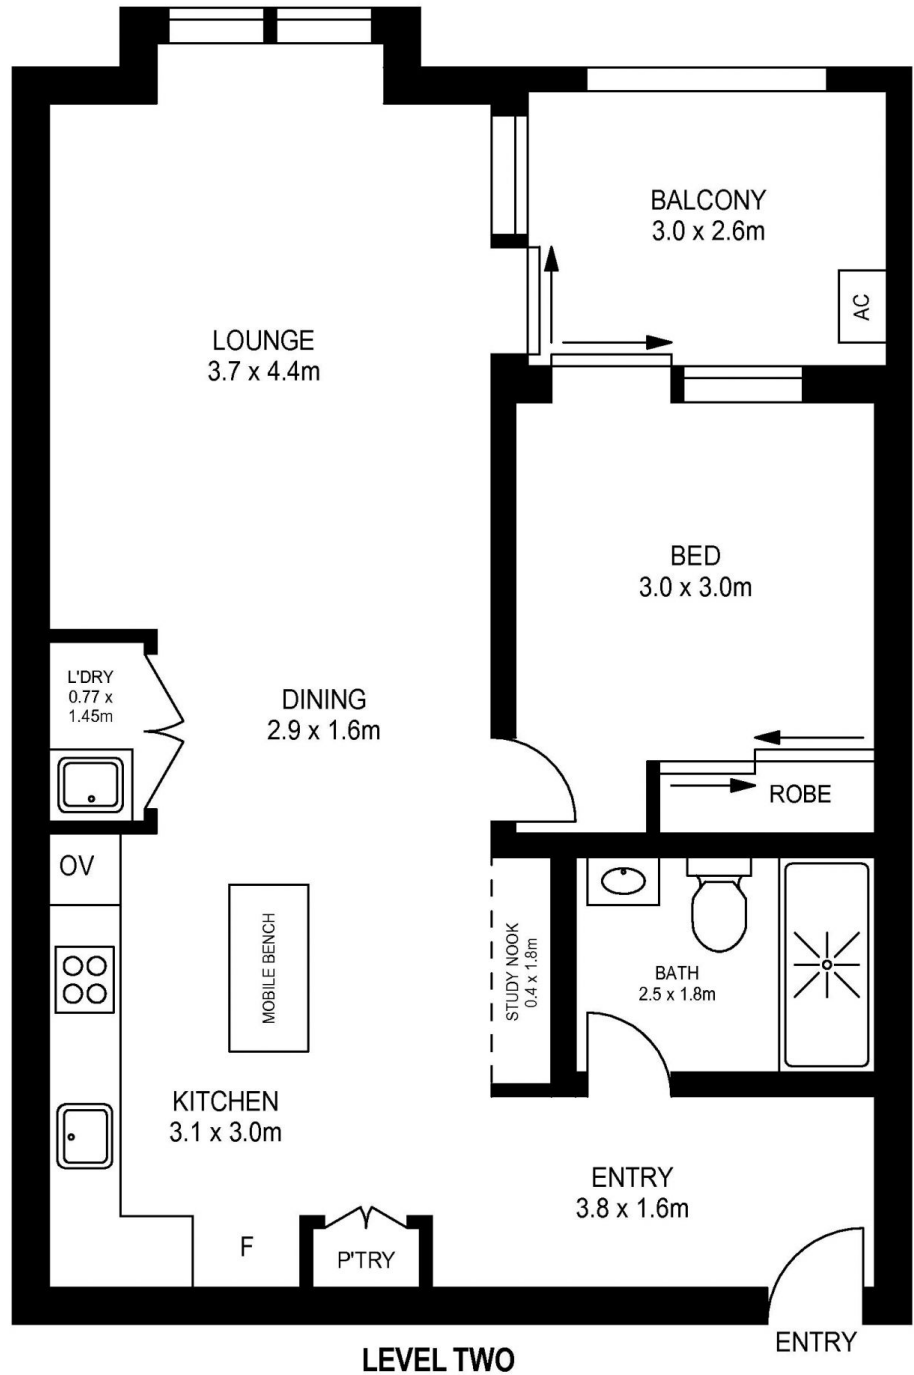 BALCONY
3.0 x 2.6m
AC
LOUNGE
3.7 x 4.4m
BED
3.0 x 3.0m
L'DRY
0.77 x
1.45m
DINING
2.9 x 1.6m
ROBE
OV
MOBILE BENCH
STUDY NOOK
0.4 x 1.8m
BATH
2.5 x 1.8m
KITCHEN
3.1 x 3.0m
ENTRY
3.8 x 1.6m
F
P'TRY
ENTRY
LEVEL TWO